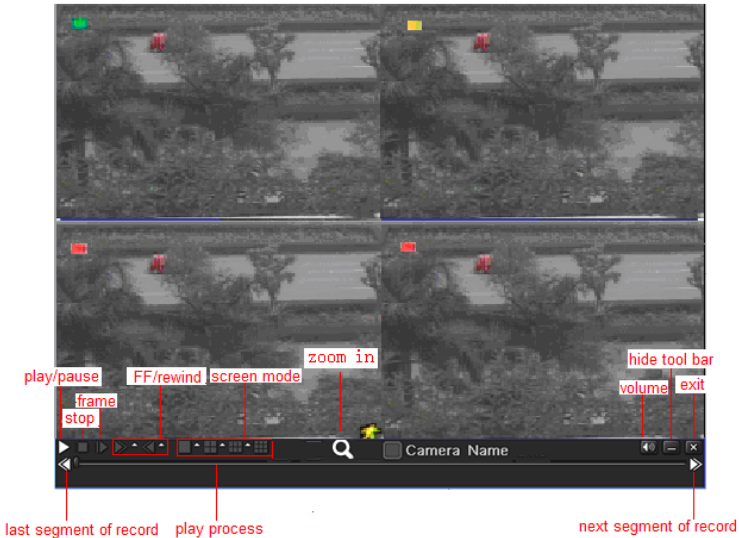 zoom in
hide tool bar
play/pause
FF/rewind
screen mode
volume
exit
frame
stop
Camera Name
last segment of record
play process
next segment of record